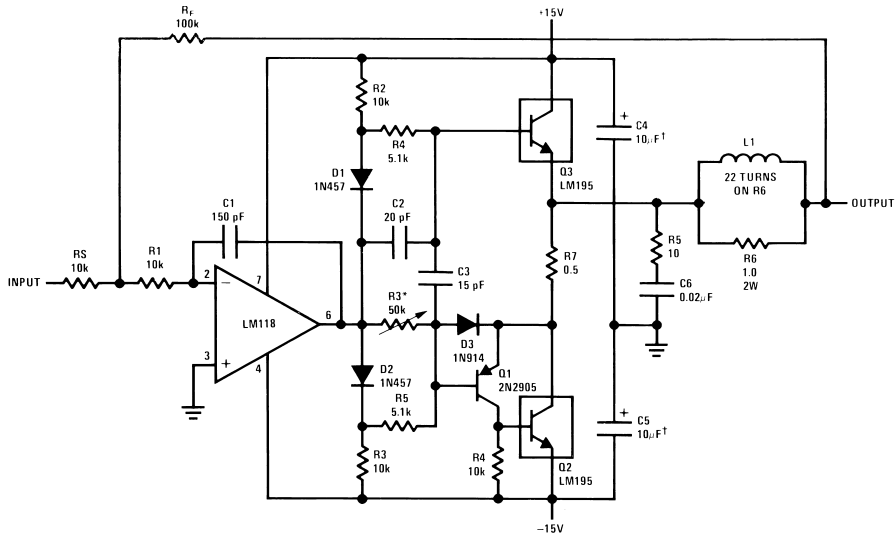 RF
100k
+15V
R2
10k
R4
5.1k
C4
10µF†
L1
22 TURNS
ON R6
D1
1N457
Q3
LM195
C1
150 pF
C2
20 pF
OUTPUT
RS
10k
R1
10k
R7
0.5
R5
10
R6
1.0
2W
INPUT
2
7
C3
15 pF
C6
0.02µF
LM118
6
R3*
50k
D3
1N914
3
4
D2
1N457
Q1
2N2905
R5
5.1k
C5
10µF†
R3
10k
R4
10k
Q2
LM195
−15V